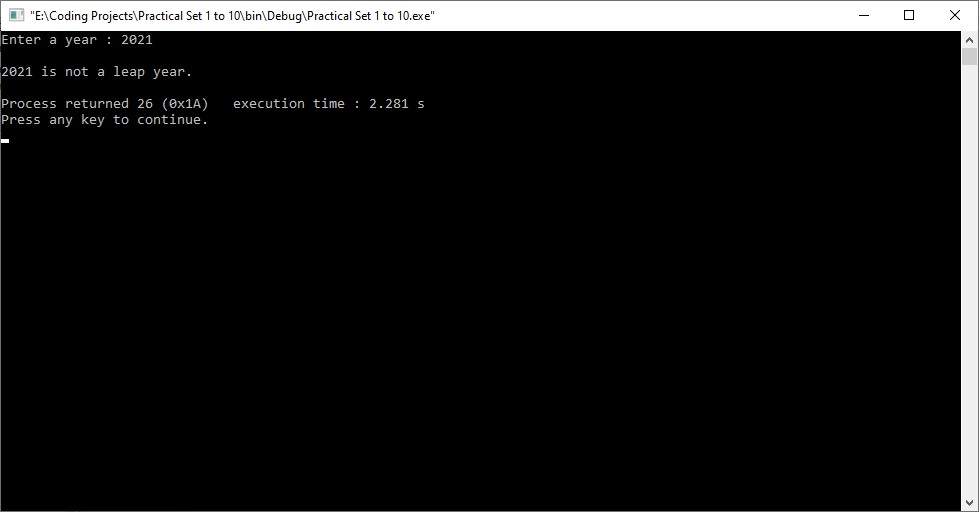 "E:\Coding Projects\Practical Set 1 to 10\bin\Debug\Practical Set 1 to 10.exe"
Enter a year : 2021
2021 is not a leap year.
Process returned 26 (0x1A)   execution time : 2.281 s
Press any key to continue.